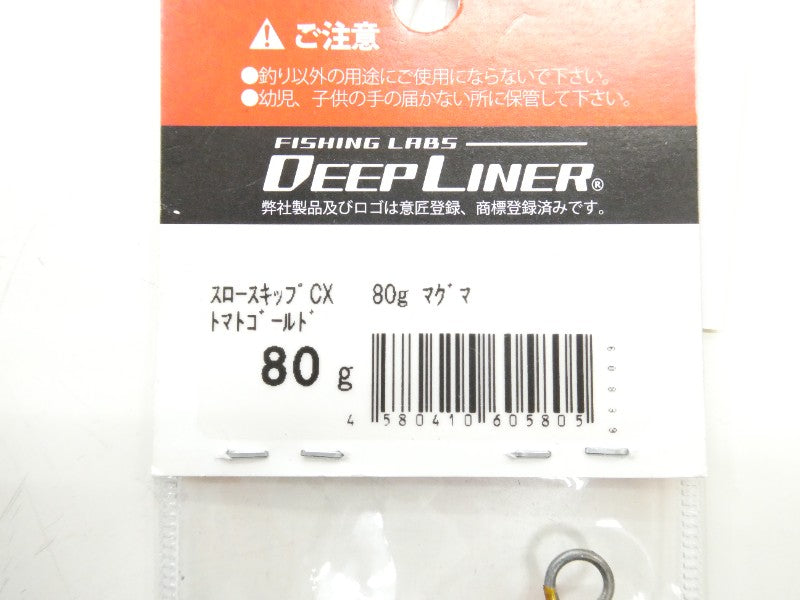 ご注意
●釣り以外の用途にご使用にならないで下さい。
●幼児、子供の手の届かない所に保管して下さい。
FISHING LABS
DEEPLINER®
弊社製品及びロゴは意匠登録、商標登録済みです。
ｽﾛｰｽｷｯﾌﾟCX 80g ﾏｸﾞﾏ
ﾄﾏﾄｺﾞｰﾙﾄﾞ
80 g
4 580410 605805